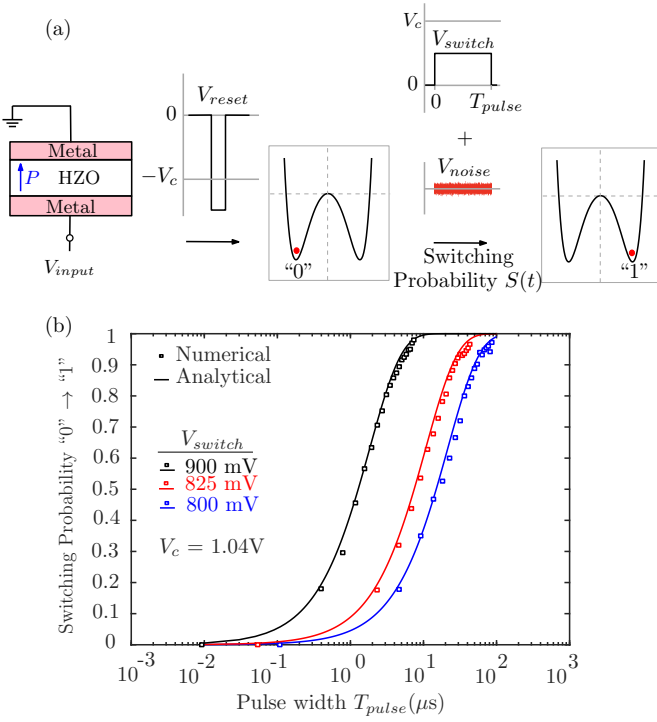 (a)
V_c
V_switch
0
0
T_pulse
+
V_noise
V_reset
0
−V_c
Metal
P
HZO
Metal
V_input
“0”
Switching
Probability S(t)
“1”
(b)
Switching Probability “0” → “1”
1
0.9
0.8
0.7
0.6
0.5
0.4
0.3
0.2
0.1
0
Numerical
Analytical
V_switch
900 mV
825 mV
800 mV
V_c = 1.04V
10^-3
10^-2
10^-1
10^0
10^1
10^2
10^3
Pulse width T_pulse(μs)